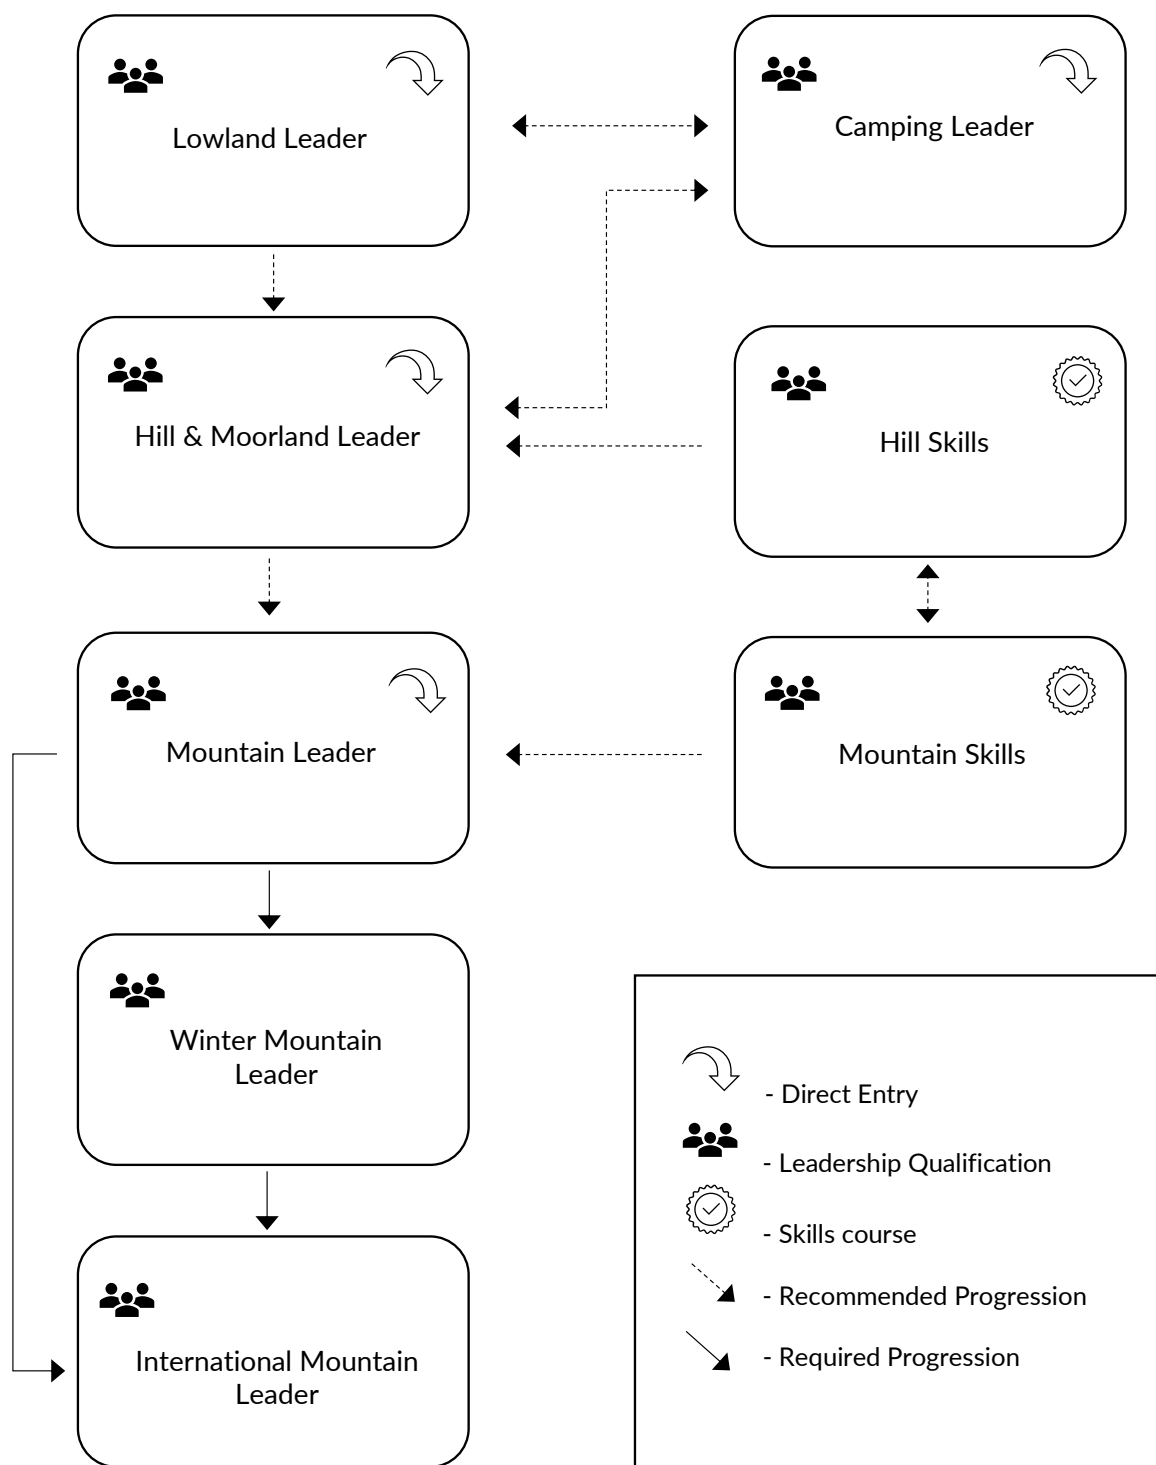 Lowland Leader
Camping Leader
Hill & Moorland Leader
Hill Skills
Mountain Leader
Mountain Skills
Winter Mountain
Leader
International Mountain
Leader
- Direct Entry
- Leadership Qualification
- Skills course
- Recommended Progression
- Required Progression